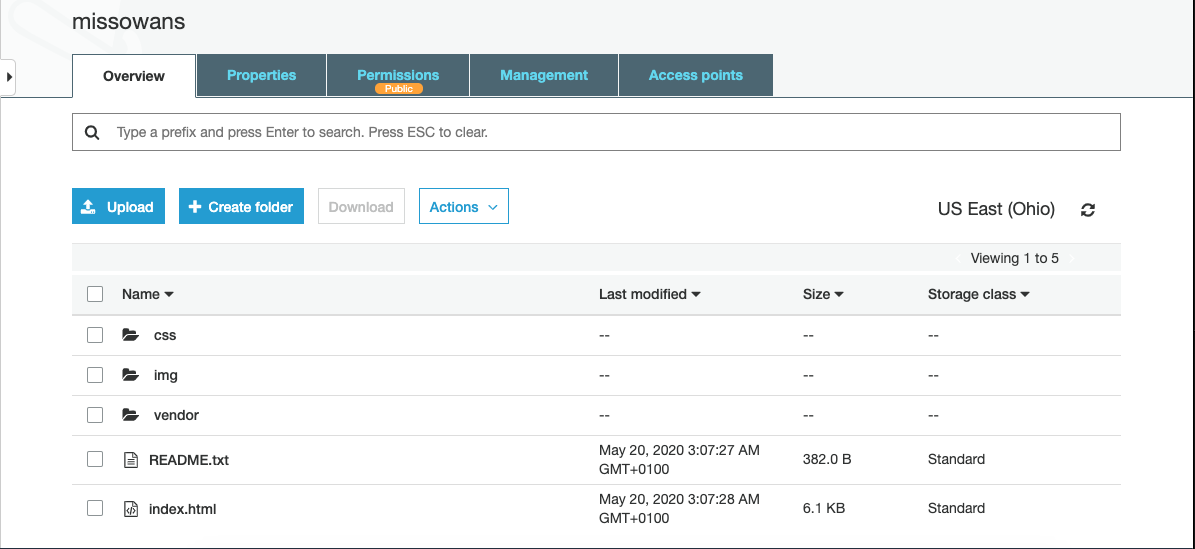 missowans
Overview Properties Permissions Management Access points
Public
Type a prefix and press Enter to search. Press ESC to clear.
Upload Create folder Download Actions US East (Ohio)
Viewing 1 to 5
Name Last modified Size Storage class
css -- -- --
img -- -- --
vendor -- -- --
README.txt May 20, 2020 3:07:27 AM GMT+0100 382.0 B Standard
index.html May 20, 2020 3:07:28 AM GMT+0100 6.1 KB Standard